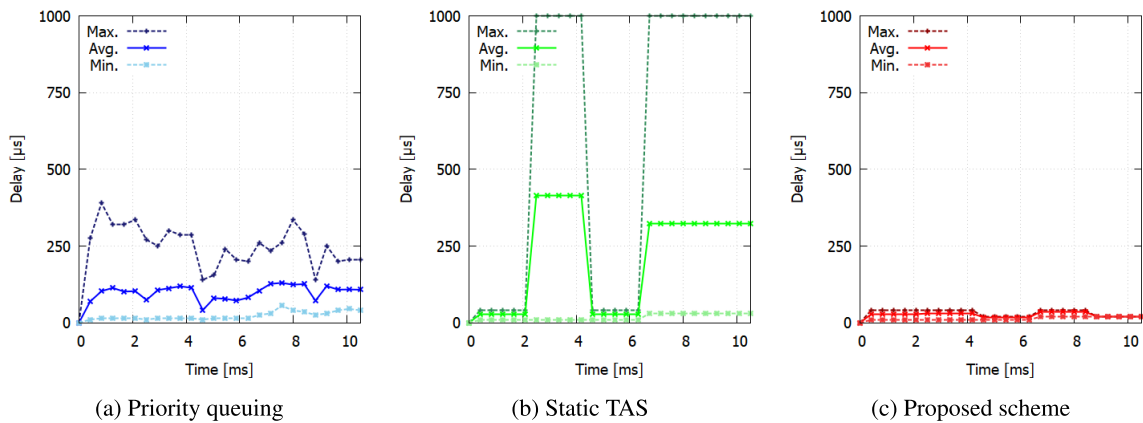 1000
750
500
250
0
Delay [µs]
Max.
Avg.
Min.
0 2 4 6 8 10
Time [ms]
(a) Priority queuing
1000
750
500
250
0
Delay [µs]
Max.
Avg.
Min.
0 2 4 6 8 10
Time [ms]
(b) Static TAS
1000
750
500
250
0
Delay [µs]
Max.
Avg.
Min.
0 2 4 6 8 10
Time [ms]
(c) Proposed scheme